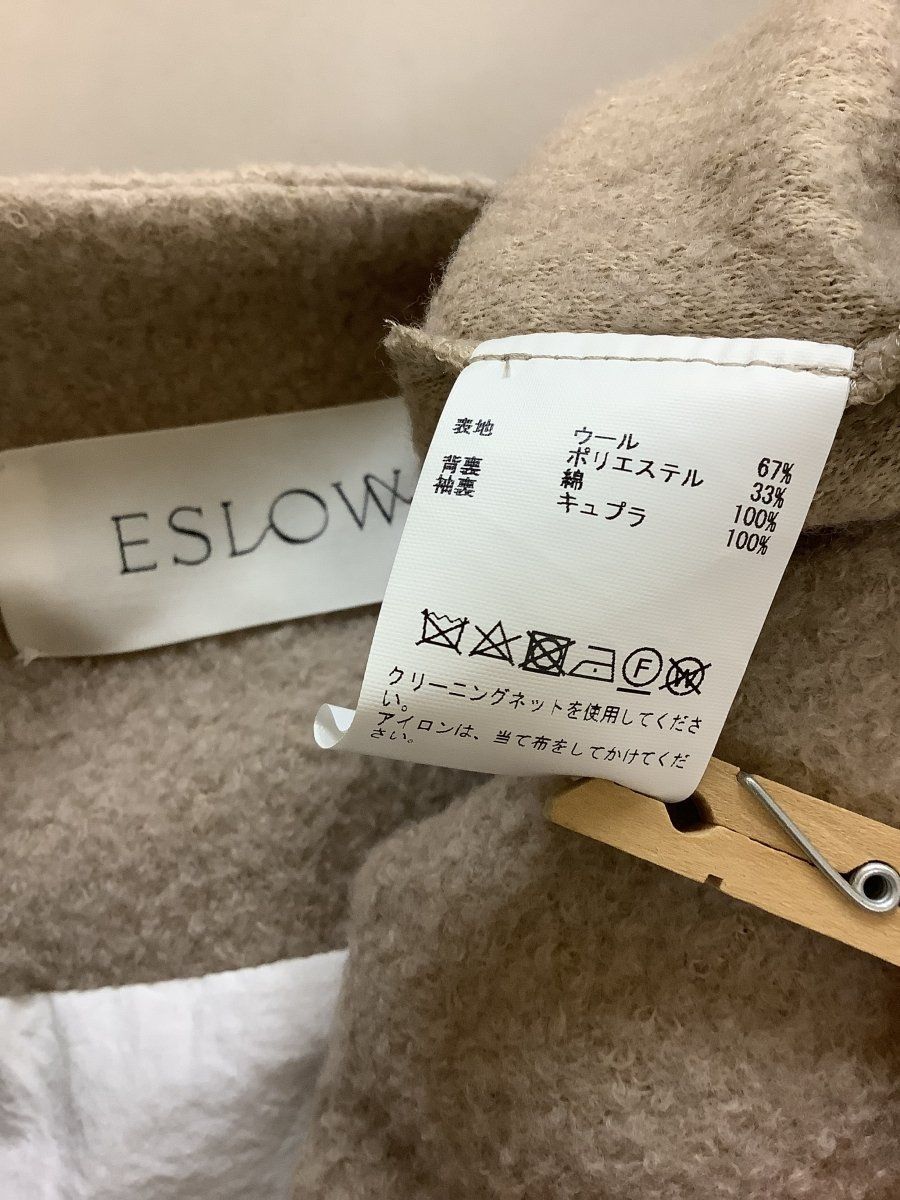 ESLOW
表地 ウール 67%
ポリエステル 33%
背裏 綿 100%
袖裏 キュプラ 100%
F
W
クリーニングネットを使用してくださ
い。
アイロンは、当て布をしてかけてくだ
さい。